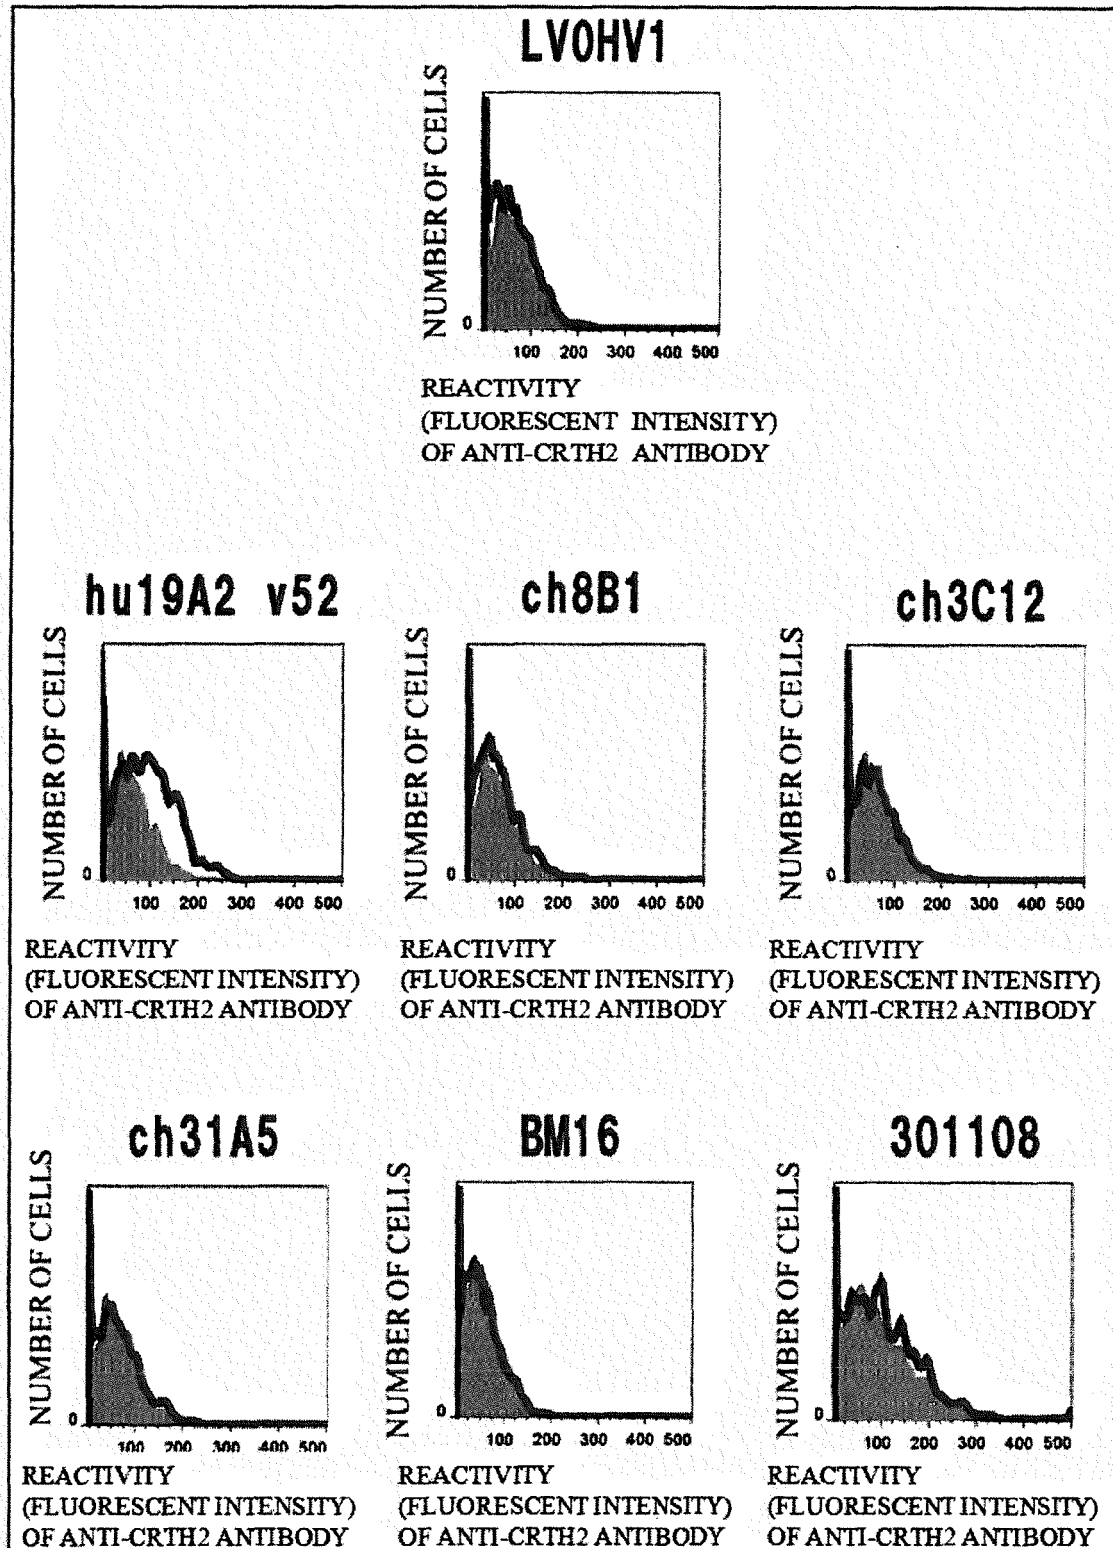 LV0HV1
NUMBER OF CELLS
0
100 200 300 400 500
REACTIVITY
(FLUORESCENT INTENSITY)
OF ANTI-CRTH2 ANTIBODY
hu19A2 v52
NUMBER OF CELLS
0
100 200 300 400 500
REACTIVITY
(FLUORESCENT INTENSITY)
OF ANTI-CRTH2 ANTIBODY
ch8B1
NUMBER OF CELLS
0
100 200 300 400 500
REACTIVITY
(FLUORESCENT INTENSITY)
OF ANTI-CRTH2 ANTIBODY
ch3C12
NUMBER OF CELLS
0
100 200 300 400 500
REACTIVITY
(FLUORESCENT INTENSITY)
OF ANTI-CRTH2 ANTIBODY
ch31A5
NUMBER OF CELLS
0
100 200 300 400 500
REACTIVITY
(FLUORESCENT INTENSITY)
OF ANTI-CRTH2 ANTIBODY
BM16
NUMBER OF CELLS
0
100 200 300 400 500
REACTIVITY
(FLUORESCENT INTENSITY)
OF ANTI-CRTH2 ANTIBODY
301108
NUMBER OF CELLS
0
100 200 300 400 500
REACTIVITY
(FLUORESCENT INTENSITY)
OF ANTI-CRTH2 ANTIBODY